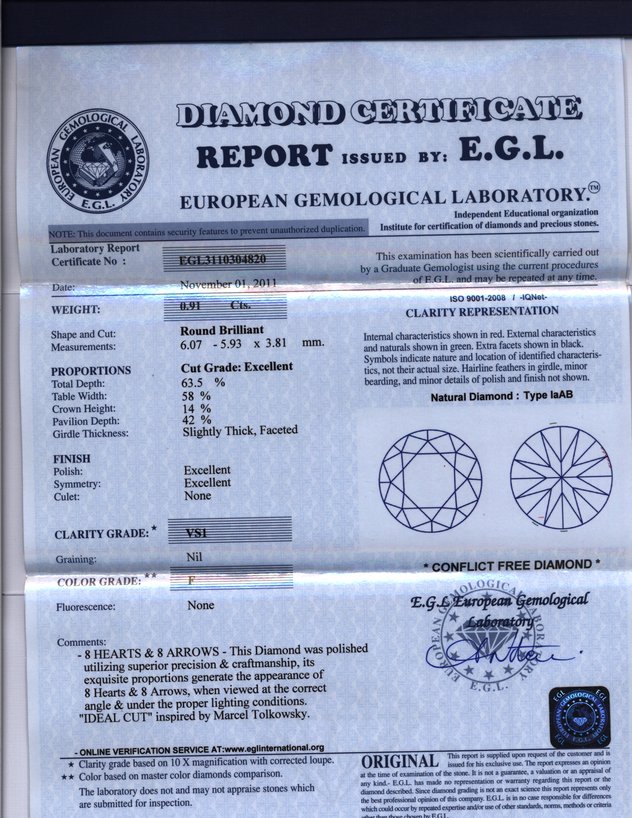 DIAMOND CERTIFICATE
REPORT ISSUED BY: E.G.L.
EUROPEAN GEMOLOGICAL LABORATORY.™
EUROPEAN GEMOLOGICAL LABORATORY
E.G.L.
Independent Educational organization
Institute for certification of diamonds and precious stones.
NOTE: This document contains security features to prevent unauthorized duplication.
Laboratory Report
Certificate No : EGL3110304820
Date: November 01, 2011
WEIGHT: 0.91 Cts.
Shape and Cut: Round Brilliant
Measurements: 6.07 - 5.93 x 3.81 mm.
PROPORTIONS Cut Grade: Excellent
Total Depth: 63.5 %
Table Width: 58 %
Crown Height: 14 %
Pavilion Depth: 42 %
Girdle Thickness: Slightly Thick, Faceted
FINISH
Polish: Excellent
Symmetry: Excellent
Culet: None
CLARITY GRADE: * VS1
Graining: Nil
COLOR GRADE: ** F
Fluorescence: None
Comments:
- 8 HEARTS & 8 ARROWS - This Diamond was polished
utilizing superior precision & craftmanship, its
exquisite proportions generate the appearance of
8 Hearts & 8 Arrows, when viewed at the correct
angle & under the proper lighting conditions.
"IDEAL CUT" inspired by Marcel Tolkowsky.
- ONLINE VERIFICATION SERVICE AT:www.eglinternational.org
* Clarity grade based on 10 X magnification with corrected loupe.
** Color based on master color diamonds comparison.
The laboratory does not and may not appraise stones which
are submitted for inspection.
This examination has been scientifically carried out
by a Graduate Gemologist using the current procedures
of E.G.L. and may be repeated at any time.
ISO 9001-2008 / -IQNet-
CLARITY REPRESENTATION
Internal characteristics shown in red. External characteristics
and naturals shown in green. Extra facets shown in black.
Symbols indicate nature and location of identified characteris-
tics, not their actual size. Hairline feathers in girdle, minor
bearding, and minor details of polish and finish not shown.
Natural Diamond : Type IaAB
* CONFLICT FREE DIAMOND *
E.G.L European Gemological
Laboratory
EUROPEAN GEMOLOGICAL LABORATORY
E.G.L.
ORIGINAL
This report is supplied upon request of the customer and is
issued for his exclusive use. The report expresses an opinion
at the time of examination of the stone. It is not a guarantee, a valuation or an appraisal of
any kind.- E.G.L. has made no representation or warranty regarding this report or the
diamond described. Since diamond grading is not an exact science this report represents only
the best professional opinion of this company. E.G.L. is in no case responsible for differences
which could occur by repeated expertise and/or use of other standards, norms, methods or criteria
other than those chosen by E.G.L.